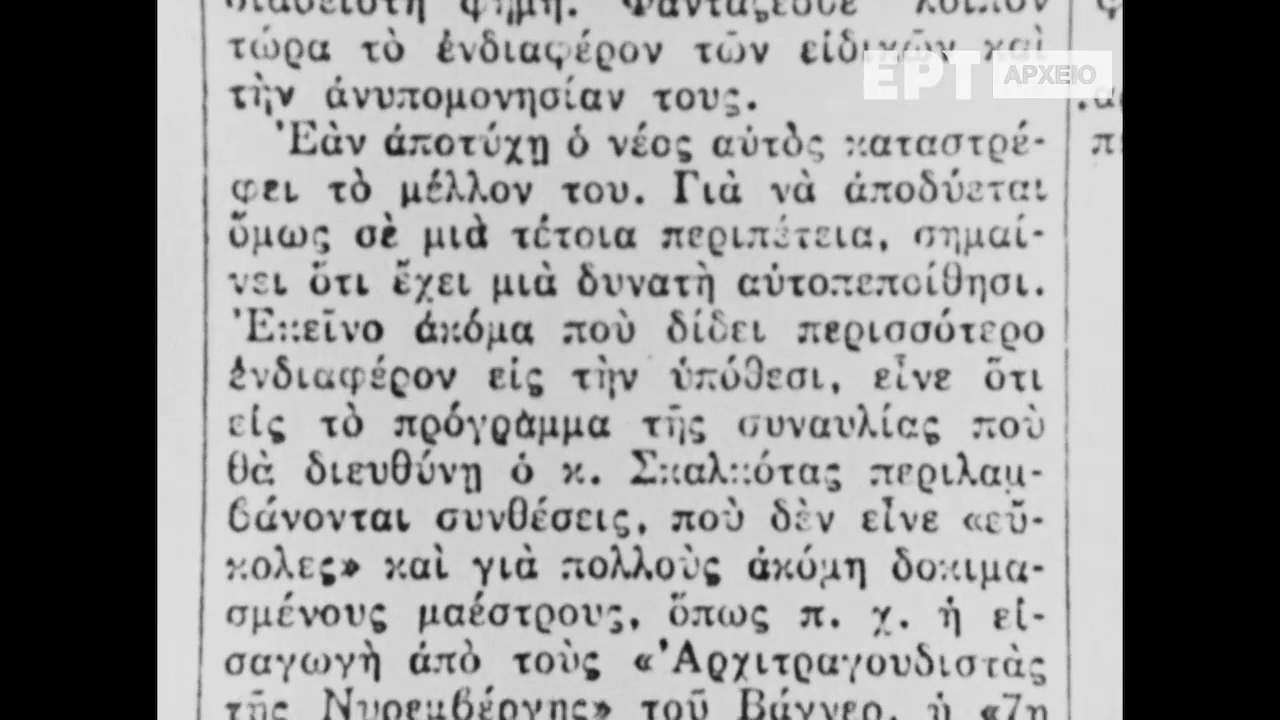 διαδεΙστῆ φήμη. Φαντάζεσθε λοιπὸν
τώρα τὸ ἐνδιαφέρον τῶν εἰδικῶν καὶ
τὴν ἀνυπομονησίαν τους.
Ἐὰν ἀποτύχῃ ὁ νέος αὐτὸς καταστρέ-
φει τὸ μέλλον του. Γιὰ νὰ ἀποδύεται
ὅμως σὲ μιὰ τέτοια περιπέτεια, σημαί-
νει ὅτι ἔχει μιὰ δυνατὴ αὐτοπεποίθησι.
Ἐκεῖνο ἀκόμα ποὺ δίδει περισσότερο
ἐνδιαφέρον εἰς τὴν ὑπόθεσι, εἶνε ὅτι
εἰς τὸ πρόγραμμα τῆς συναυλίας ποὺ
θὰ διευθύνῃ ὁ κ. Σκαλκότας περιλαμ-
βάνονται συνθέσεις, ποὺ δὲν εἶνε «εὔ-
κολες» καὶ γιὰ πολλοὺς ἀκόμη δοκιμα-
σμένους μαέστρους, ὅπως π. χ. ἡ εἰ-
σαγωγὴ ἀπὸ τοὺς «Ἀρχιτραγουδιστὰς
τῆς Νυρεμβέργης» τοῦ Βάγνερ, ἡ «7η
ΕΡΤ ΑΡΧΕΙΟ